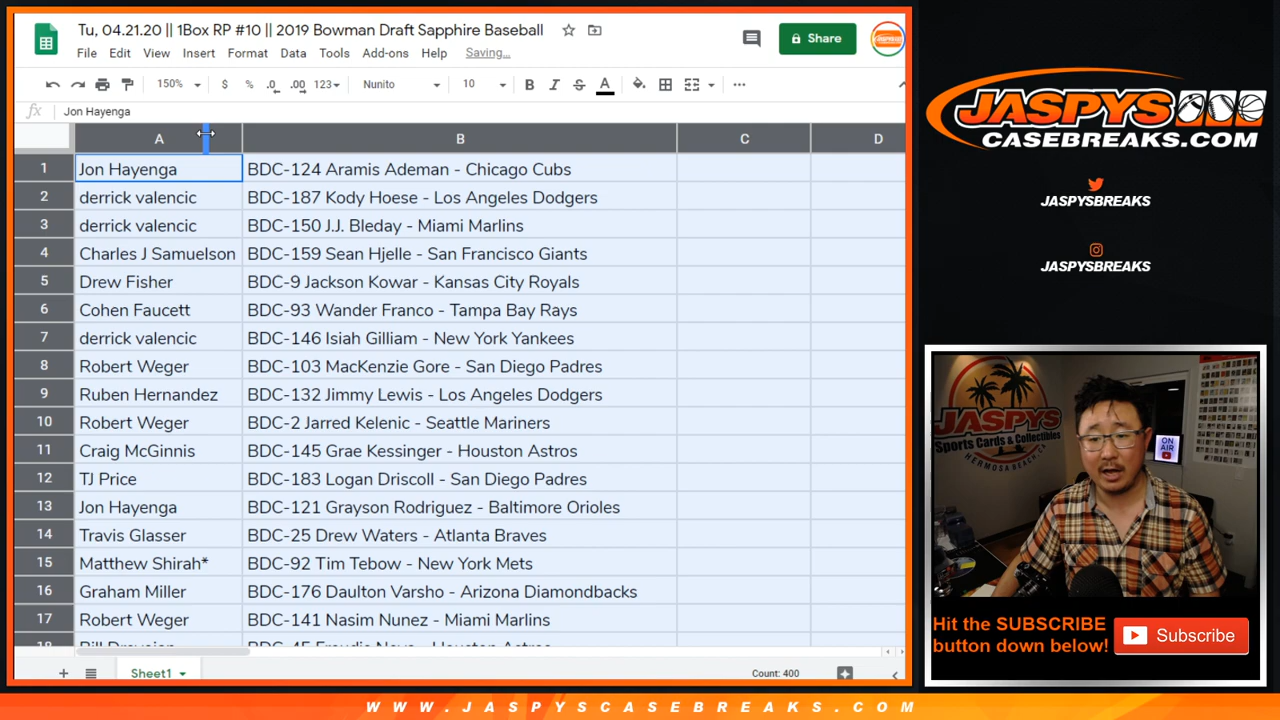 Tu, 04.21.20 || 1Box RP #10 || 2019 Bowman Draft Sapphire Baseball
File Edit View Insert Format Data Tools Add-ons Help Saving...
Share
150% $ % .0 .00 123 Nunito 10 B I S A
fx Jon Hayenga
A B C D
1 Jon Hayenga BDC-124 Aramis Ademan - Chicago Cubs
2 derrick valencic BDC-187 Kody Hoese - Los Angeles Dodgers
3 derrick valencic BDC-150 J.J. Bleday - Miami Marlins
4 Charles J Samuelson BDC-159 Sean Hjelle - San Francisco Giants
5 Drew Fisher BDC-9 Jackson Kowar - Kansas City Royals
6 Cohen Faucett BDC-93 Wander Franco - Tampa Bay Rays
7 derrick valencic BDC-146 Isiah Gilliam - New York Yankees
8 Robert Weger BDC-103 MacKenzie Gore - San Diego Padres
9 Ruben Hernandez BDC-132 Jimmy Lewis - Los Angeles Dodgers
10 Robert Weger BDC-2 Jarred Kelenic - Seattle Mariners
11 Craig McGinnis BDC-145 Grae Kessinger - Houston Astros
12 TJ Price BDC-183 Logan Driscoll - San Diego Padres
13 Jon Hayenga BDC-121 Grayson Rodriguez - Baltimore Orioles
14 Travis Glasser BDC-25 Drew Waters - Atlanta Braves
15 Matthew Shirah* BDC-92 Tim Tebow - New York Mets
16 Graham Miller BDC-176 Daulton Varsho - Arizona Diamondbacks
17 Robert Weger BDC-141 Nasim Nunez - Miami Marlins
Sheet1
Count: 400
JASPYS
CASEBREAKS.COM
JASPYSBREAKS
JASPYSBREAKS
JASPYS
Sports Cards & Collectibles
HERMOSA BEACH, CA
ON AIR
Hit the SUBSCRIBE
button down below!
Subscribe
WWW.JASPYSCASEBREAKS.COM